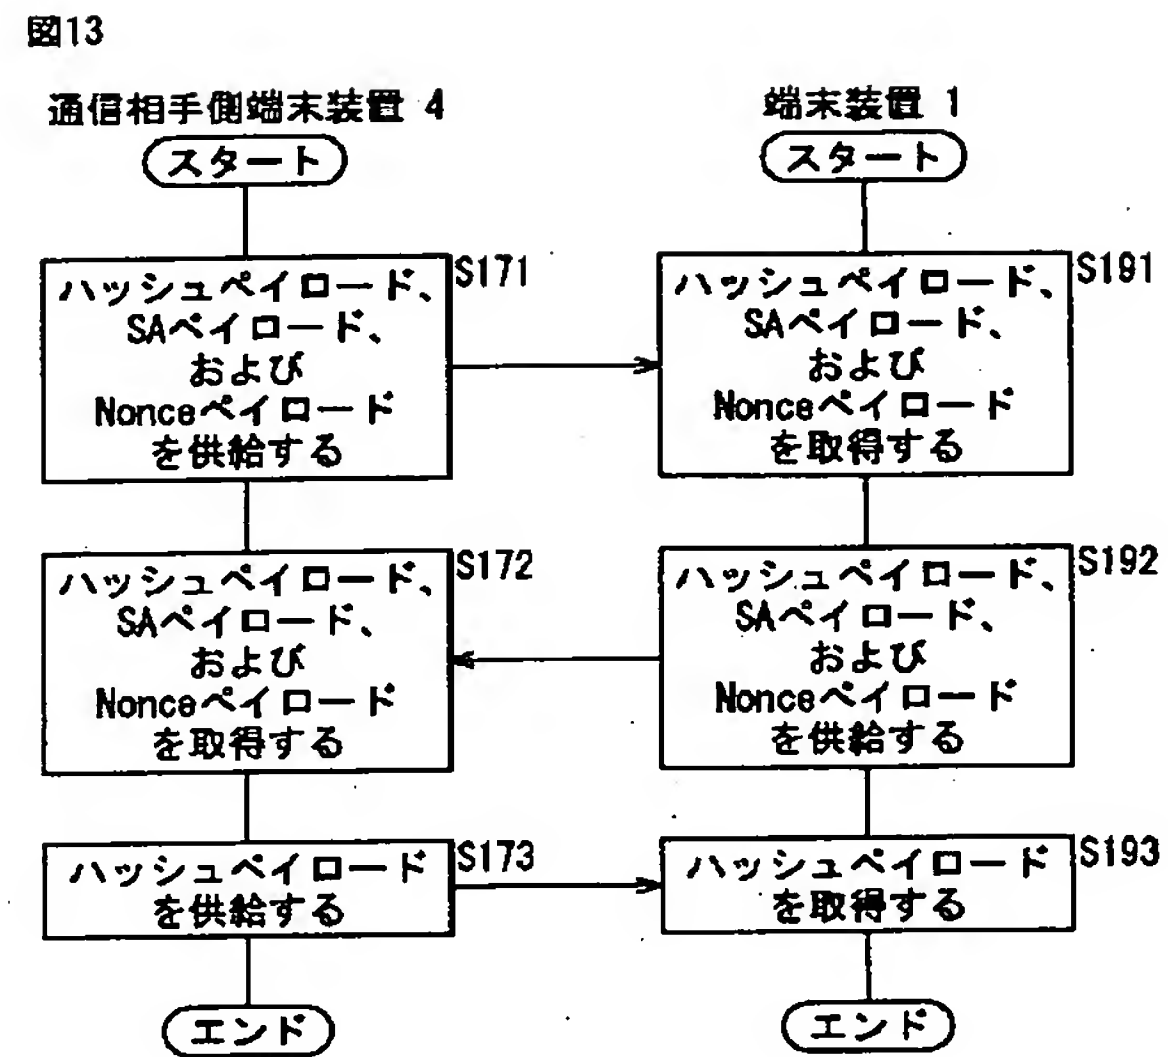 図13
通信相手側端末装置 4
スタート
ハッシュペイロード、
SAペイロード、
および
Nonceペイロード
を供給する
S171
ハッシュペイロード、
SAペイロード、
および
Nonceペイロード
を取得する
S172
ハッシュペイロード
を供給する
S173
エンド
端末装置 1
スタート
ハッシュペイロード、
SAペイロード、
および
Nonceペイロード
を取得する
S191
ハッシュペイロード、
SAペイロード、
および
Nonceペイロード
を供給する
S192
ハッシュペイロード
を取得する
S193
エンド